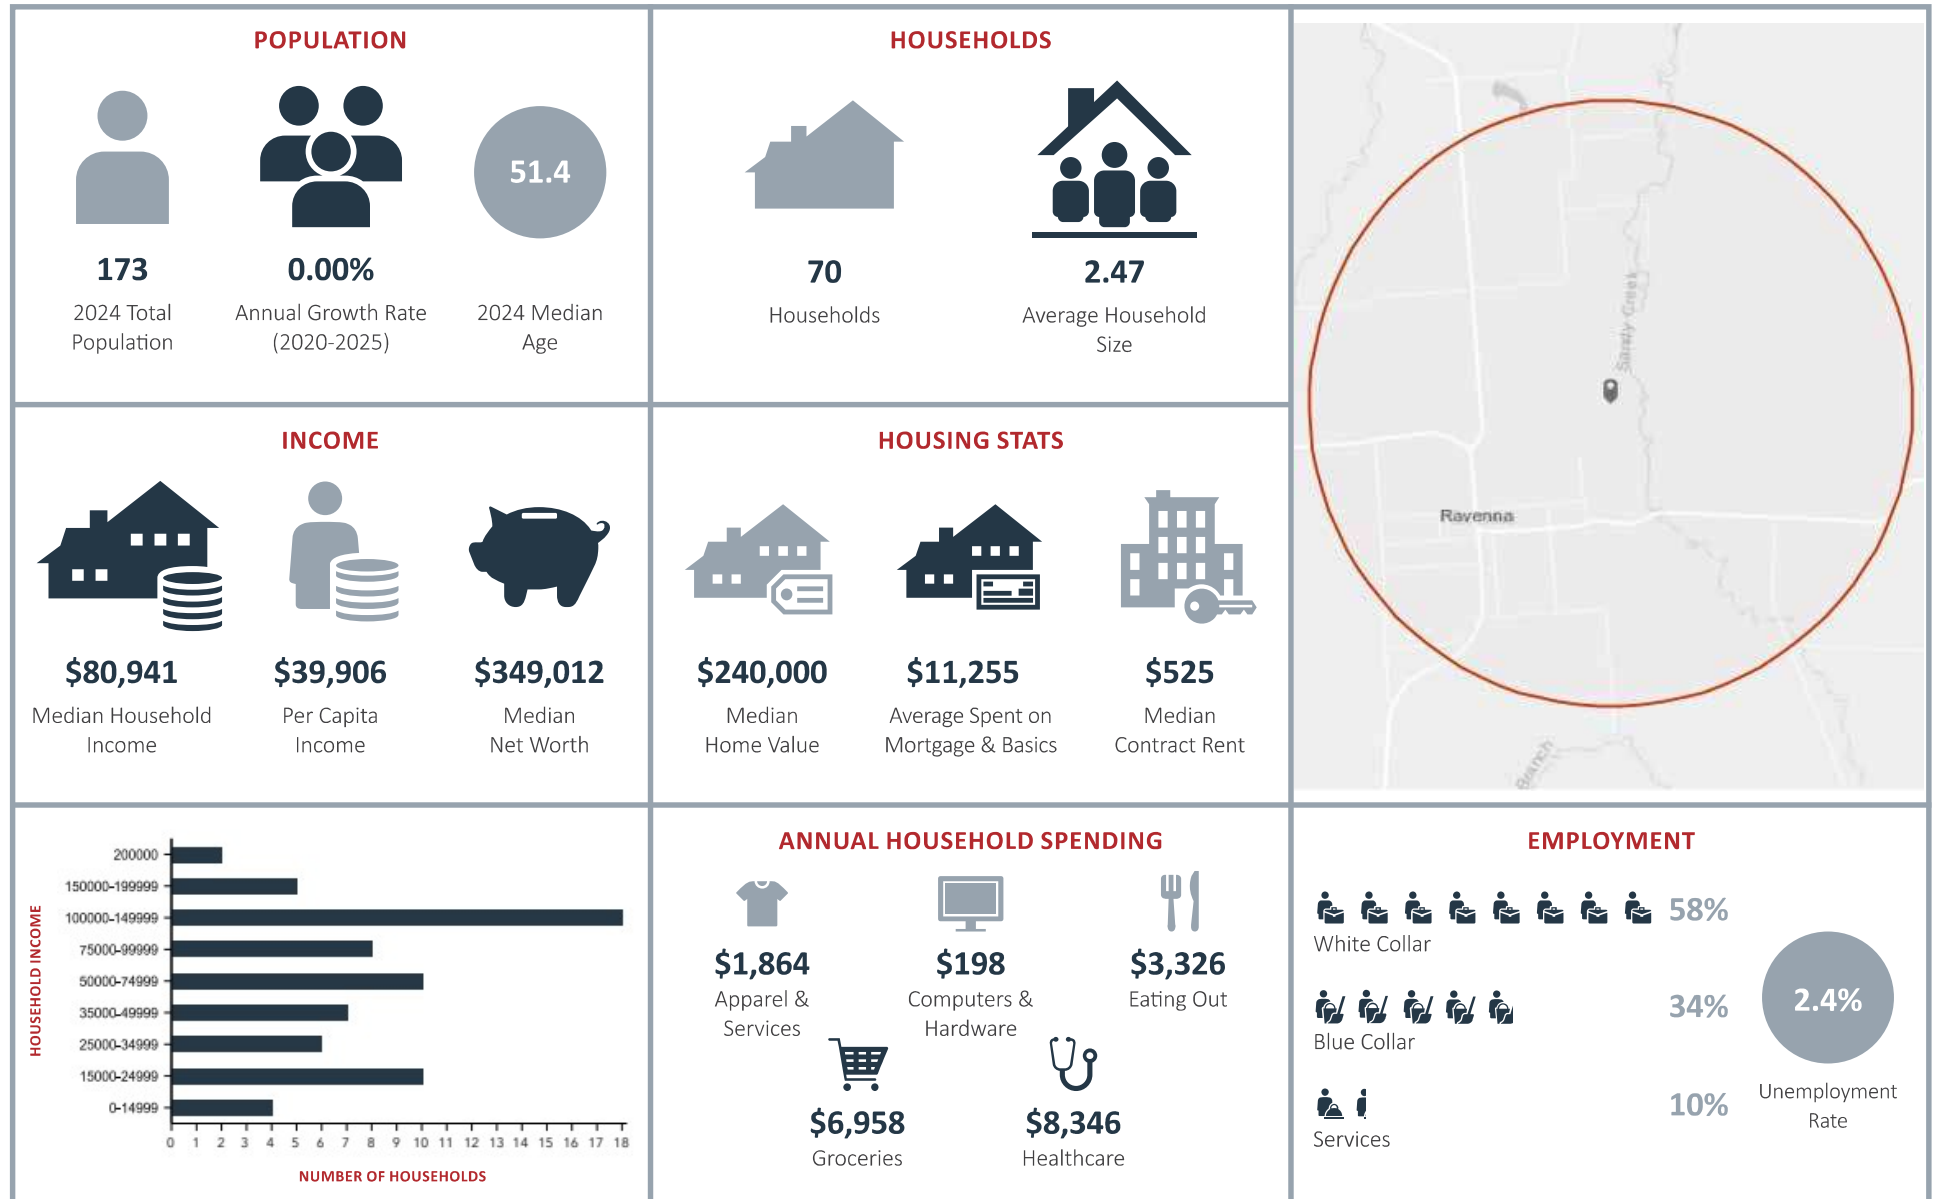 POPULATION
51.4
173
0.00%
2024 Total
Population
Annual Growth Rate
(2020-2025)
2024 Median
Age
HOUSEHOLDS
70
2.47
Households
Average Household
Size
Sandy Creek
Ravenna
Branch
INCOME
$80,941
$39,906
$349,012
Median Household
Income
Per Capita
Income
Median
Net Worth
HOUSING STATS
$240,000
$11,255
$525
Median
Home Value
Average Spent on
Mortgage & Basics
Median
Contract Rent
HOUSEHOLD INCOME
200000
150000-199999
100000-149999
75000-99999
50000-74999
35000-49999
25000-34999
15000-24999
0-14999
0 1 2 3 4 5 6 7 8 9 10 11 12 13 14 15 16 17 18
NUMBER OF HOUSEHOLDS
ANNUAL HOUSEHOLD SPENDING
$1,864
$198
$3,326
Apparel &
Services
Computers &
Hardware
Eating Out
$6,958
$8,346
Groceries
Healthcare
EMPLOYMENT
58%
White Collar
34%
Blue Collar
10%
Services
2.4%
Unemployment
Rate